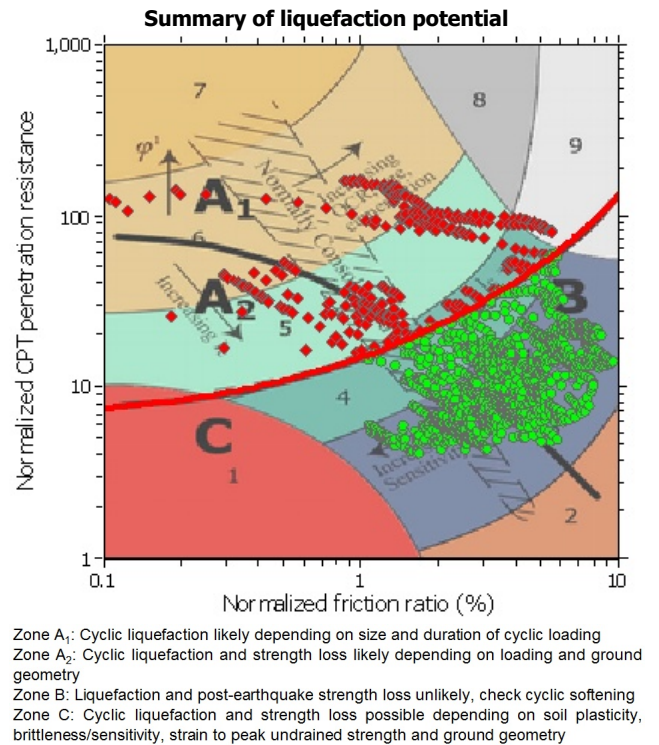 Summary of liquefaction potential
1,000
7
8
9
φ'
Increasing
OCR, age,
cementation
Normally Consol
A1
100
6
A2
B
Increasing
5
10
4
C
Increasing
Sensitivity
1
2
1
0.1
1
10
Normalized CPT penetration resistance
Normalized friction ratio (%)
Zone A1: Cyclic liquefaction likely depending on size and duration of cyclic loading
Zone A2: Cyclic liquefaction and strength loss likely depending on loading and ground
geometry
Zone B: Liquefaction and post-earthquake strength loss unlikely, check cyclic softening
Zone C: Cyclic liquefaction and strength loss possible depending on soil plasticity,
brittleness/sensitivity, strain to peak undrained strength and ground geometry